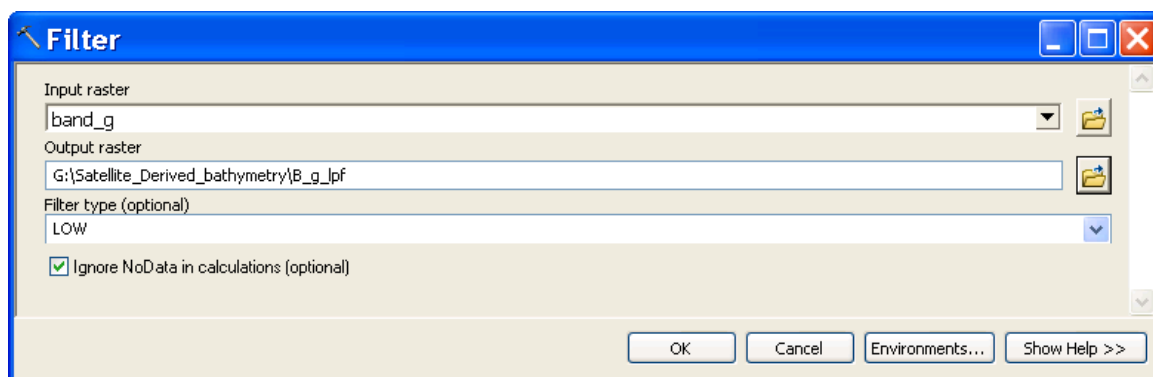 Filter
Input raster
band_g
Output raster
G:\Satellite_Derived_bathymetry\B_g_lpf
Filter type (optional)
LOW
Ignore NoData in calculations (optional)
OK Cancel Environments... Show Help >>